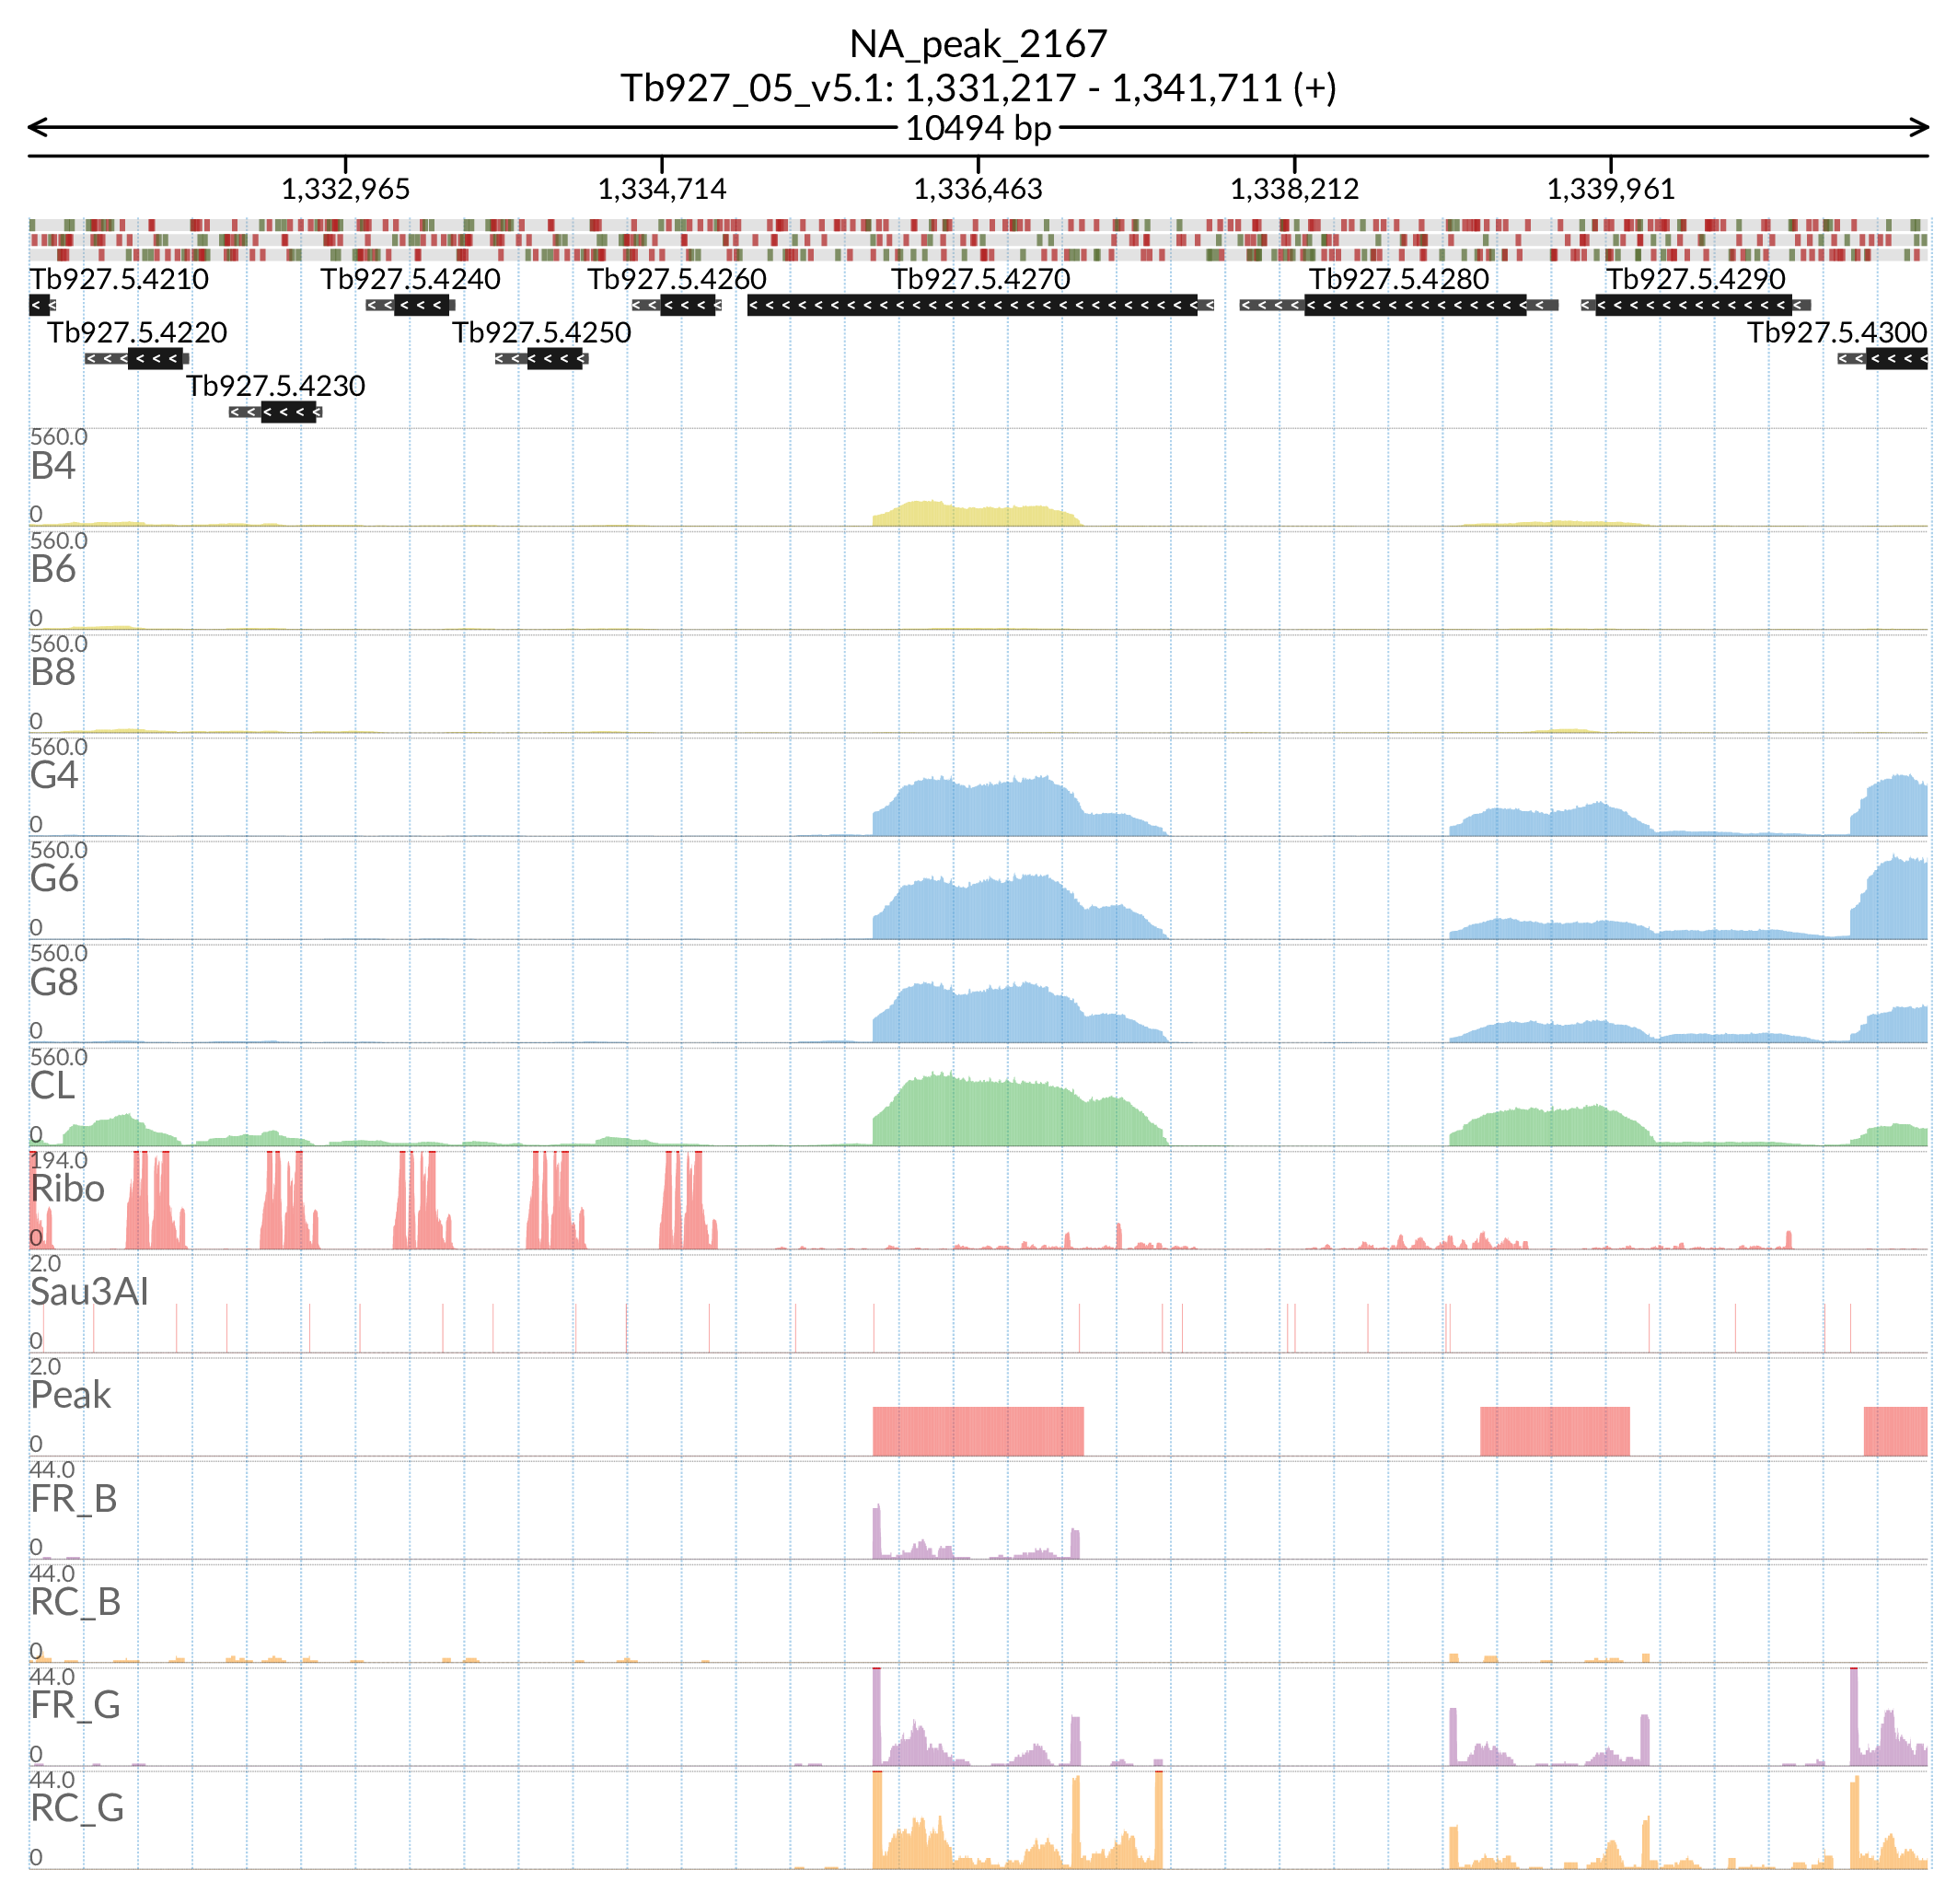 NA_peak_2167
Tb927_05_v5.1: 1,331,217 - 1,341,711 (+)
10494 bp
1,332,965 1,334,714 1,336,463 1,338,212 1,339,961
Tb927.5.4210 Tb927.5.4240 Tb927.5.4260 Tb927.5.4270 Tb927.5.4280 Tb927.5.4290
Tb927.5.4220 Tb927.5.4250 Tb927.5.4300
Tb927.5.4230
560.0
B4
0
560.0
B6
0
560.0
B8
0
560.0
G4
0
560.0
G6
0
560.0
G8
0
560.0
CL
0
194.0
Ribo
0
2.0
Sau3AI
0
2.0
Peak
0
44.0
FR_B
0
44.0
RC_B
0
44.0
FR_G
0
44.0
RC_G
0